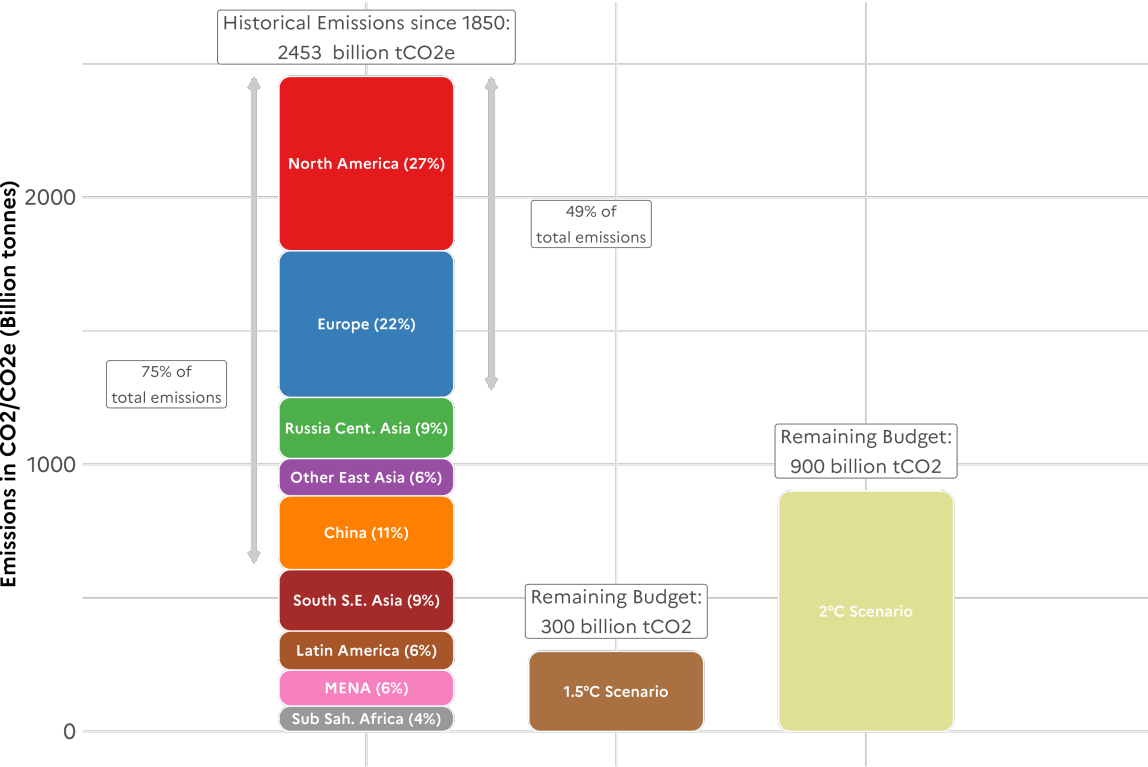 Historical Emissions since 1850:
2453 billion tCO2e
North America (27%)
Europe (22%)
Russia Cent. Asia (9%)
Other East Asia (6%)
China (11%)
South S.E. Asia (9%)
Latin America (6%)
MENA (6%)
Sub Sah. Africa (4%)
75% of
total emissions
49% of
total emissions
Remaining Budget:
300 billion tCO2
1.5°C Scenario
Remaining Budget:
900 billion tCO2
2°C Scenario
2000
1000
0
Emissions in CO2/CO2e (Billion tonnes)